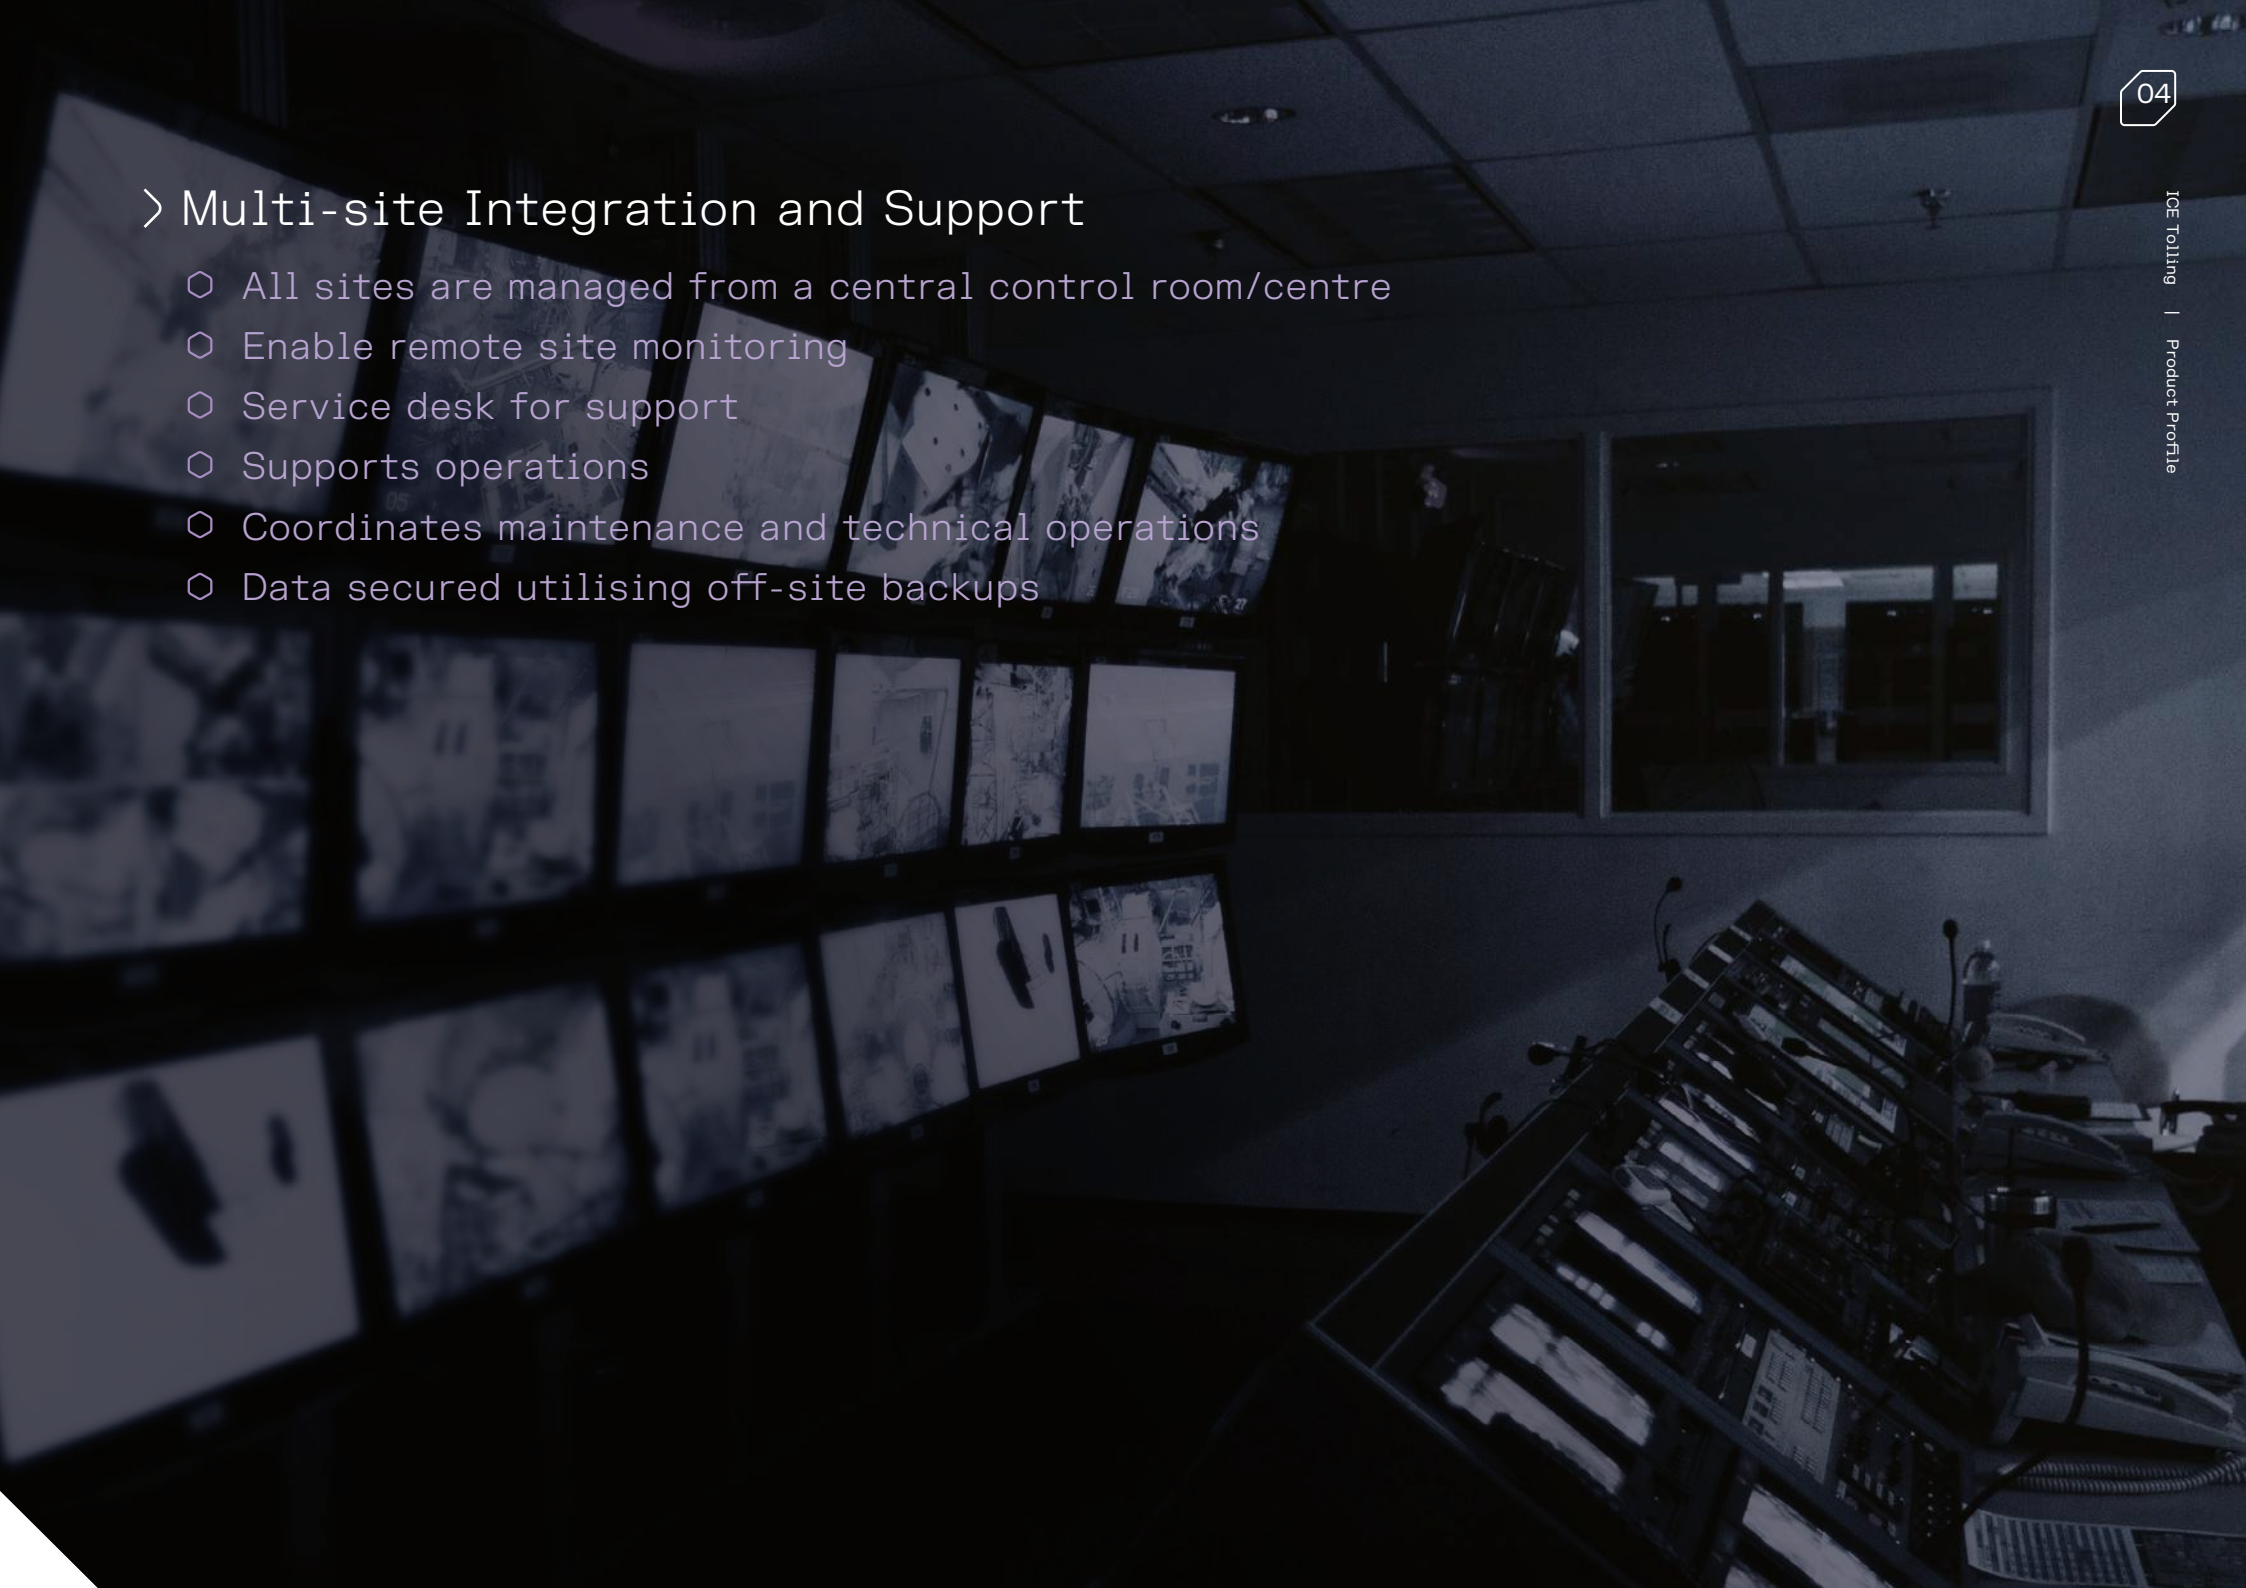 04
ICE Tolling | Product Profile
Multi-site Integration and Support
All sites are managed from a central control room/centre
Enable remote site monitoring
Service desk for support
Supports operations
Coordinates maintenance and technical operations
Data secured utilising off-site backups
05
27